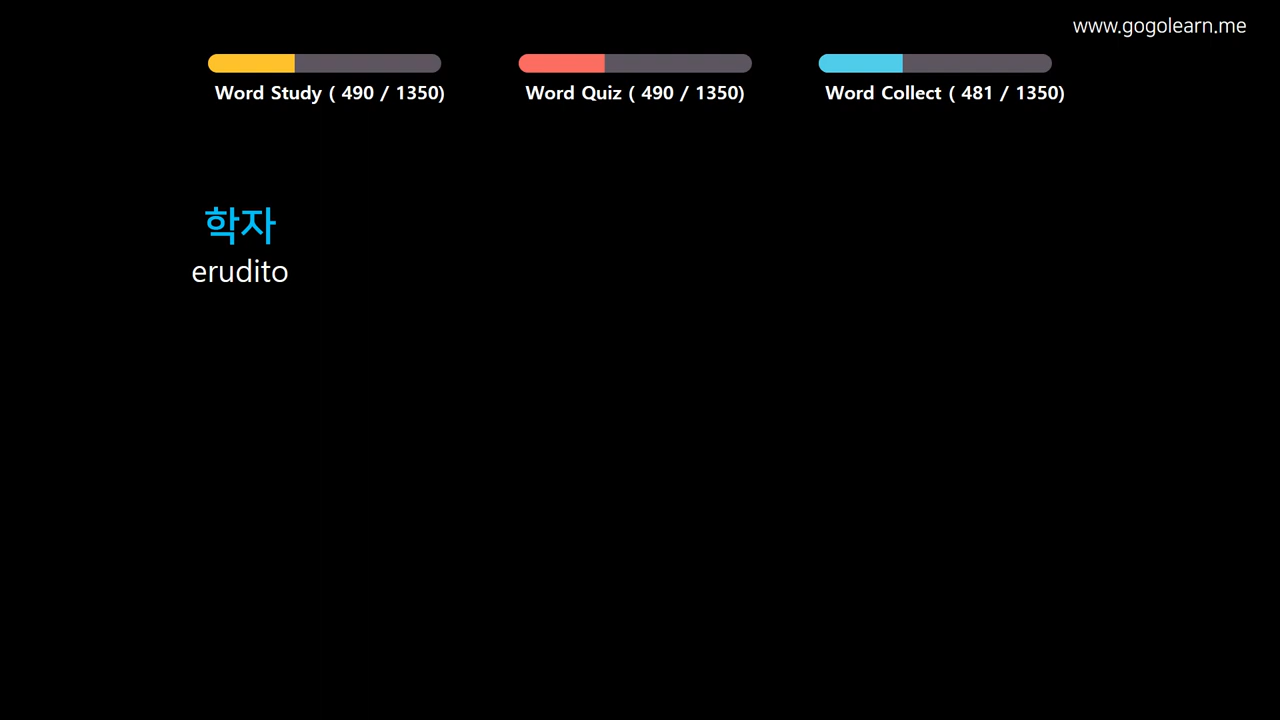 www.gogolearn.me
Word Study ( 490 / 1350)
Word Quiz ( 490 / 1350)
Word Collect ( 481 / 1350)
학자
erudito